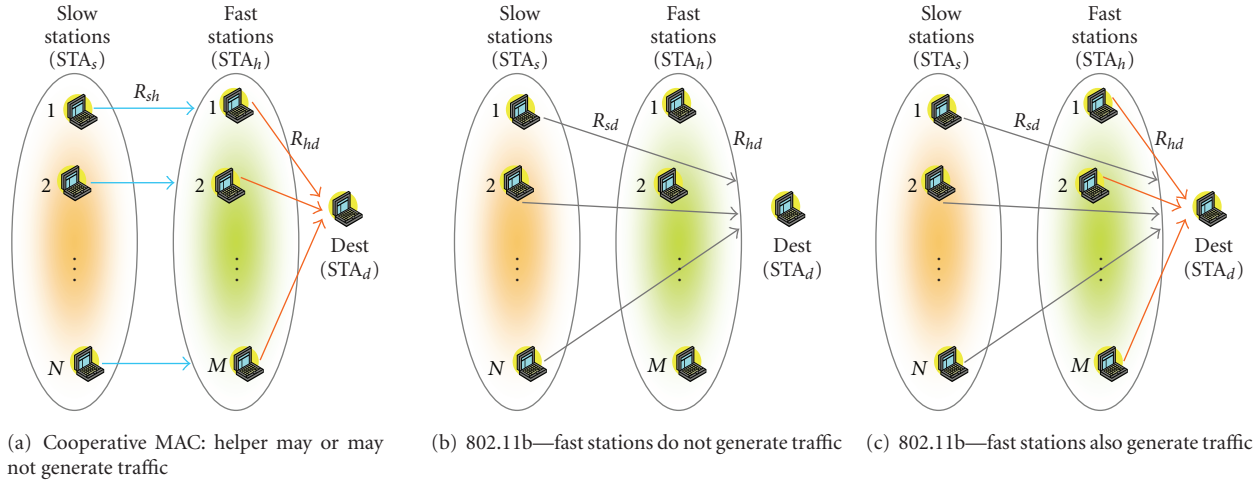 Slow
stations
(STAs)
Fast
stations
(STAh)
1
Rsh
1
Rhd
2
2
Dest
(STAd)
⋮
⋮
N
M
(a) Cooperative MAC: helper may or may
not generate traffic
Slow
stations
(STAs)
Fast
stations
(STAh)
1
1
Rsd
Rhd
2
2
Dest
(STAd)
⋮
⋮
N
M
(b) 802.11b—fast stations do not generate traffic
Slow
stations
(STAs)
Fast
stations
(STAh)
1
1
Rsd
Rhd
2
2
Dest
(STAd)
⋮
⋮
N
M
(c) 802.11b—fast stations also generate traffic